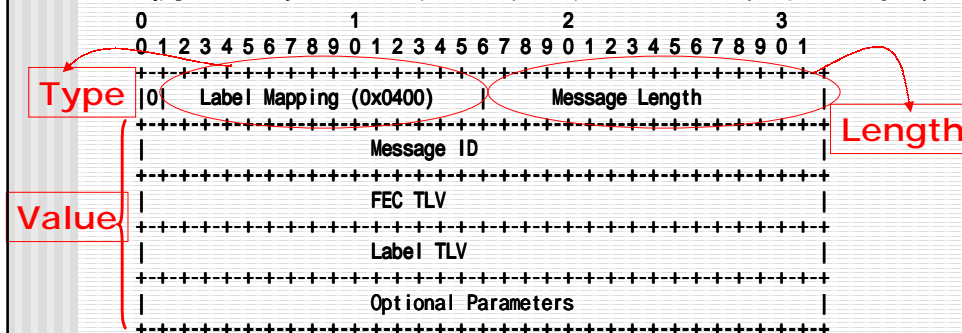 0 1 2 3
0 1 2 3 4 5 6 7 8 9 0 1 2 3 4 5 6 7 8 9 0 1 2 3 4 5 6 7 8 9 0 1
+-+-+-+-+-+-+-+-+-+-+-+-+-+-+-+-+-+-+-+-+-+-+-+-+-+-+-+-+-+-+-+-+
Type |0| Label Mapping (0x0400) | Message Length |
+-+-+-+-+-+-+-+-+-+-+-+-+-+-+-+-+-+-+-+-+-+-+-+-+-+-+-+-+-+-+-+-+
Length
| Message ID |
+-+-+-+-+-+-+-+-+-+-+-+-+-+-+-+-+-+-+-+-+-+-+-+-+-+-+-+-+-+-+-+-+
| FEC TLV |
Value
+-+-+-+-+-+-+-+-+-+-+-+-+-+-+-+-+-+-+-+-+-+-+-+-+-+-+-+-+-+-+-+-+
| Label TLV |
+-+-+-+-+-+-+-+-+-+-+-+-+-+-+-+-+-+-+-+-+-+-+-+-+-+-+-+-+-+-+-+-+
| Optional Parameters |
+-+-+-+-+-+-+-+-+-+-+-+-+-+-+-+-+-+-+-+-+-+-+-+-+-+-+-+-+-+-+-+-+